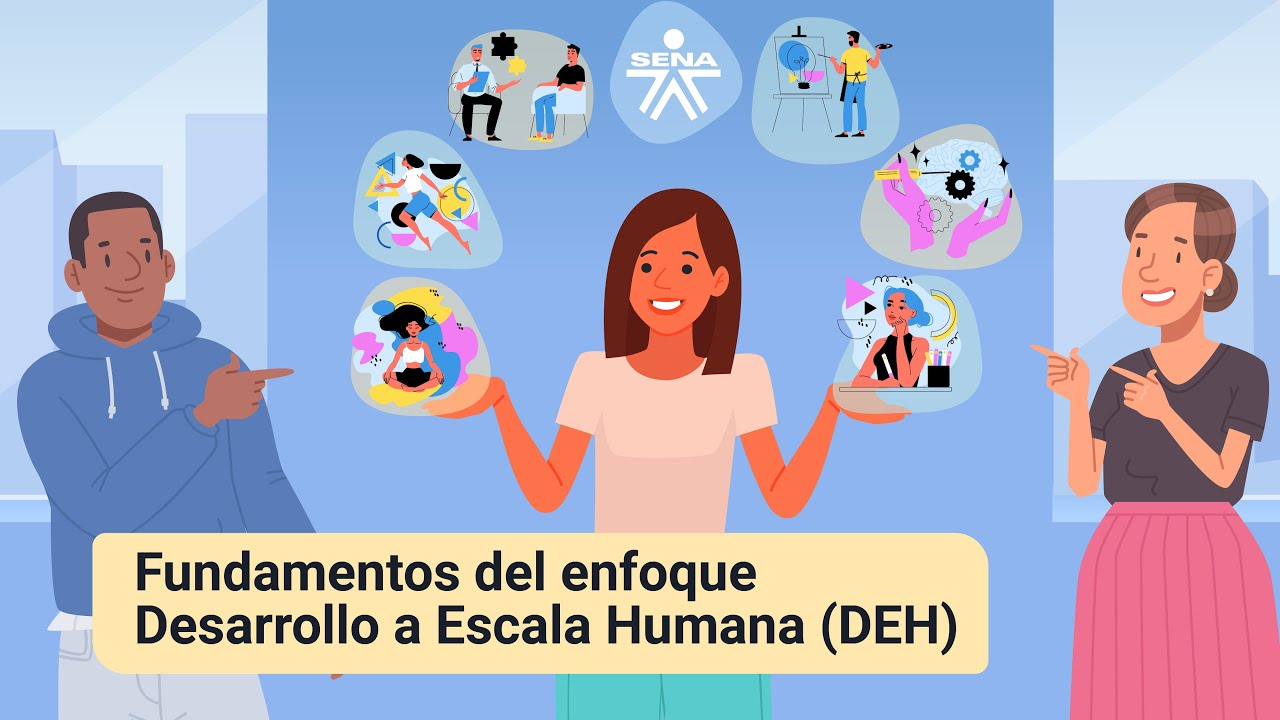 SENA
Fundamentos del enfoque
Desarrollo a Escala Humana (DEH)